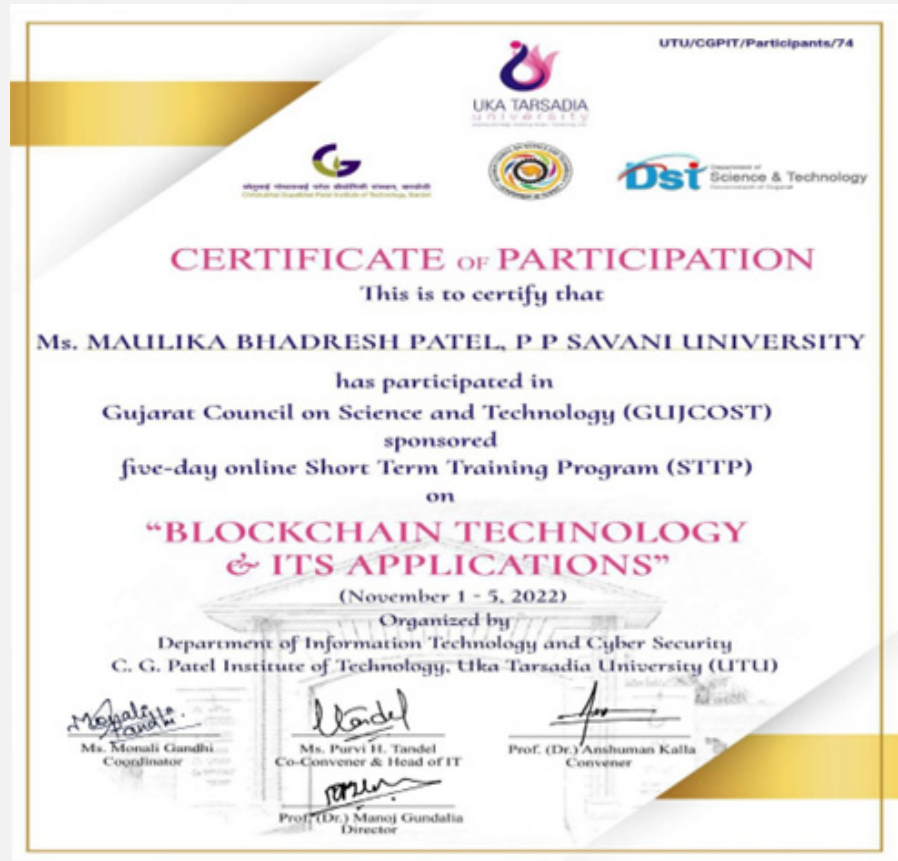 UTU/CGPIT/Participants/74
UKA TARSADIA
university
Department of
Science & Technology
Government of Gujarat
DST
CERTIFICATE OF PARTICIPATION
This is to certify that
Ms. MAULIKA BHADRESH PATEL, P P SAVANI UNIVERSITY
has participated in
Gujarat Council on Science and Technology (GUJCOST)
sponsored
five-day online Short Term Training Program (STTP)
on
“BLOCKCHAIN TECHNOLOGY
& ITS APPLICATIONS”
(November 1 - 5, 2022)
Organized by
Department of Information Technology and Cyber Security
C. G. Patel Institute of Technology, Uka Tarsadia University (UTU)
Ms. Monali Gandhi
Coordinator
Ms. Purvi H. Tandel
Co-Convener & Head of IT
Prof. (Dr.) Anshuman Kalla
Convener
Prof. (Dr.) Manoj Gundalia
Director